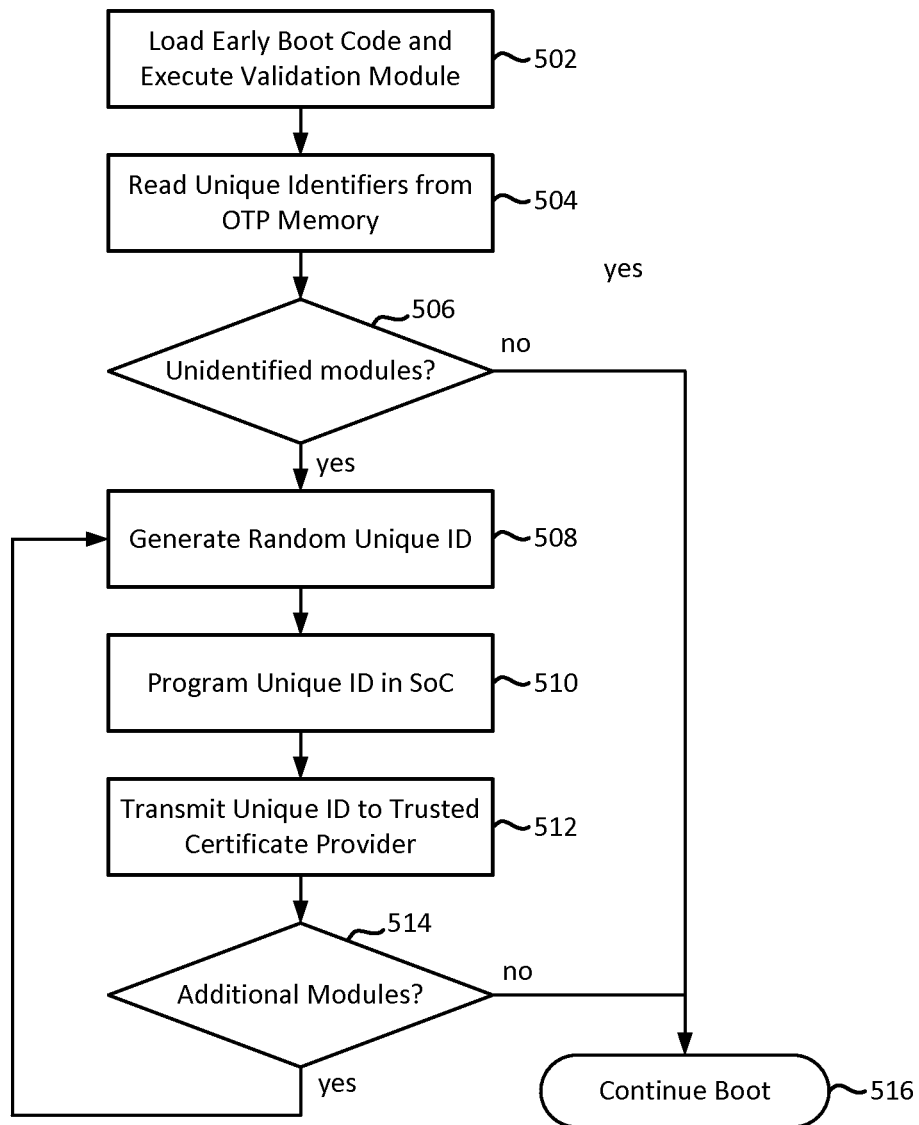 Load Early Boot Code and
Execute Validation Module
502
Read Unique Identifiers from
OTP Memory
504
yes
506
Unidentified modules?
no
yes
Generate Random Unique ID
508
Program Unique ID in SoC
510
Transmit Unique ID to Trusted
Certificate Provider
512
514
Additional Modules?
no
yes
Continue Boot
516